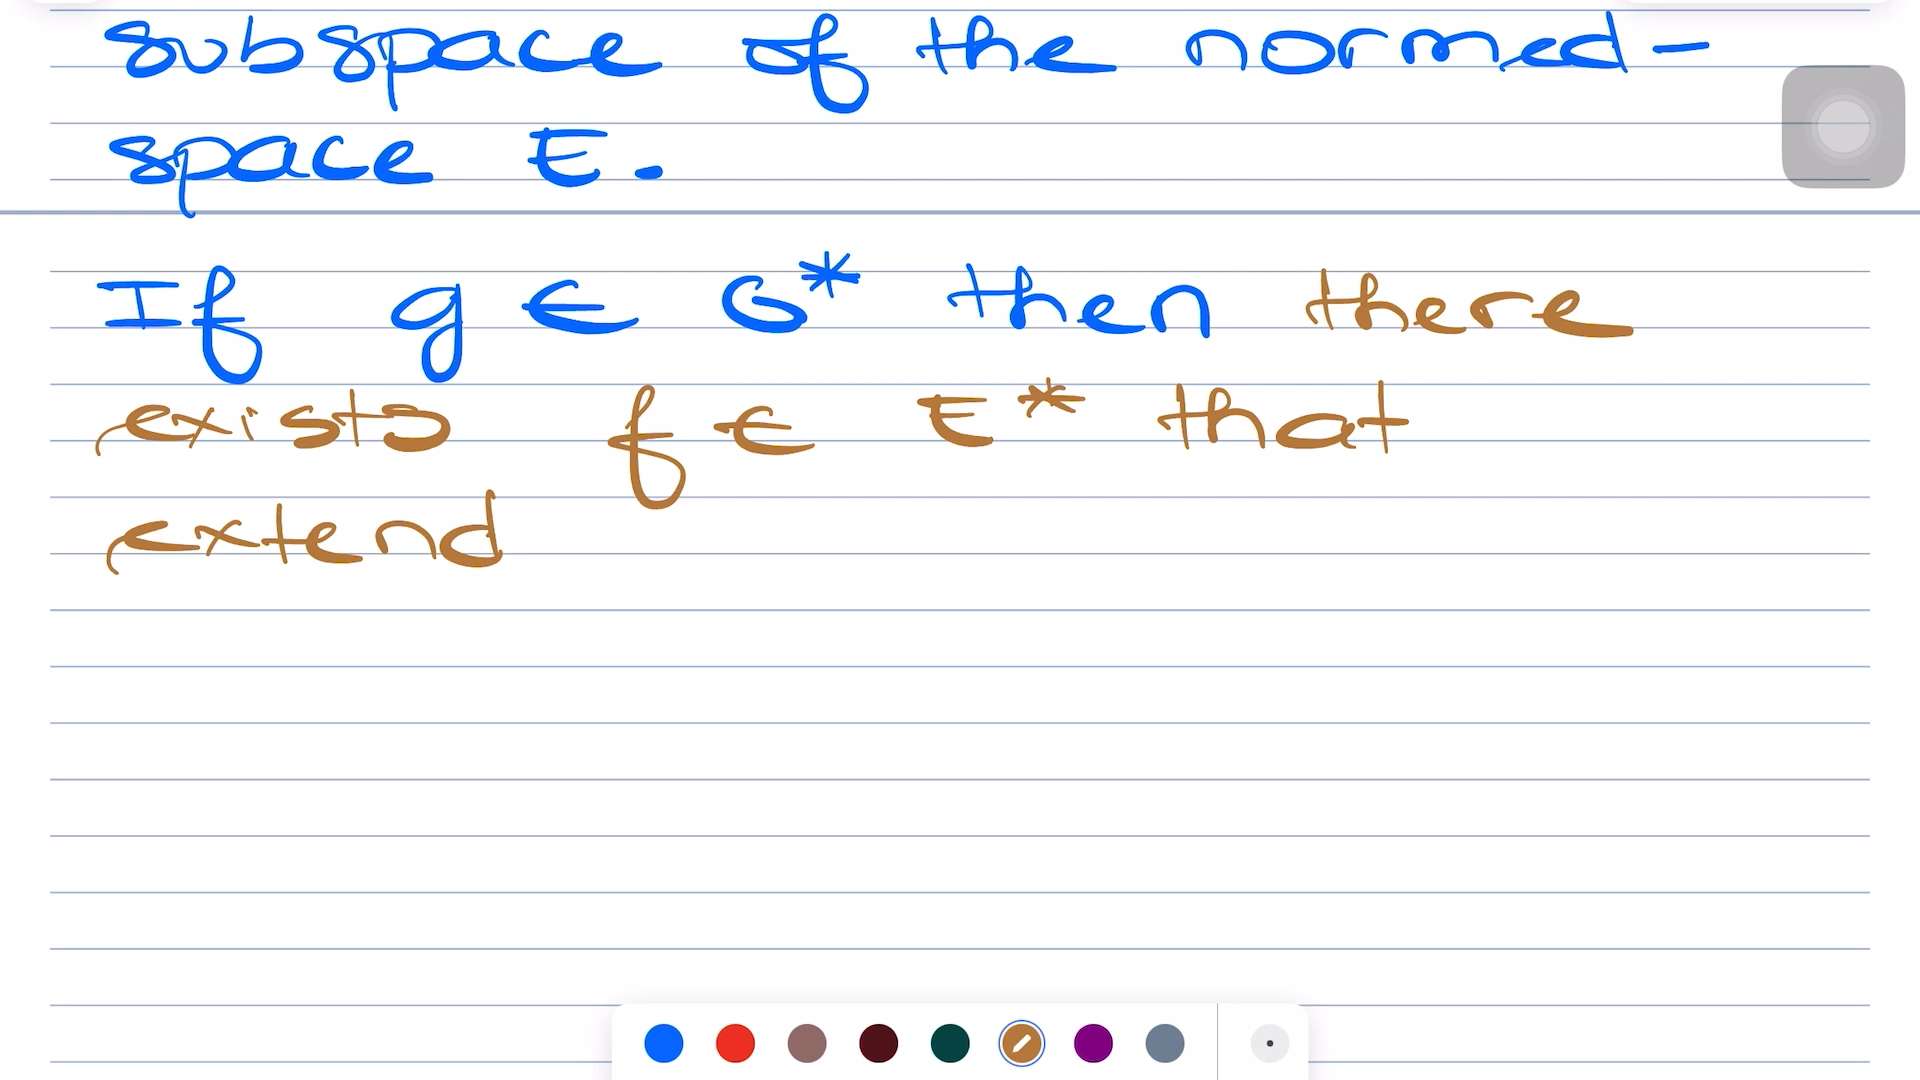 subspace of the normed-
space E.
If g ∈ G* then there
exists f ∈ E* that
extend